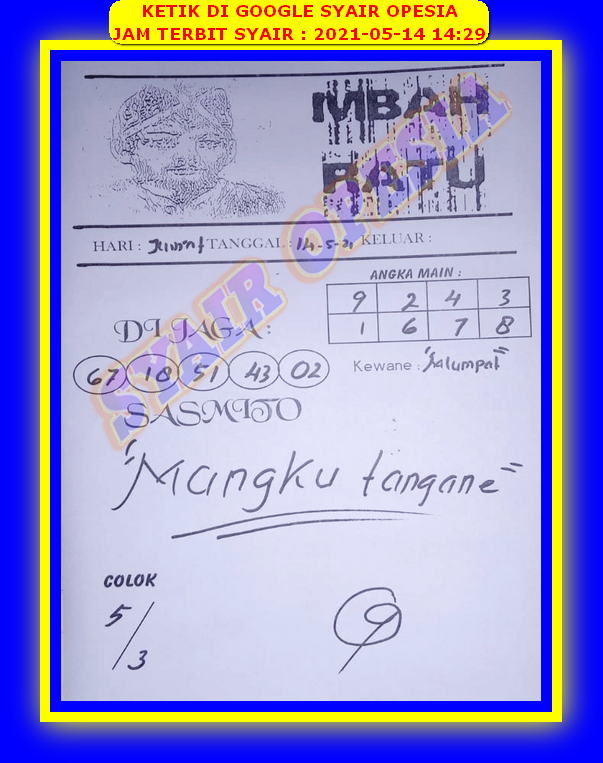 KETIK DI GOOGLE SYAIR OPESIA
JAM TERBIT SYAIR : 2021-05-14 14:29
MBAH
RATU
SYAIR OPESIA
HARI : Jum'at TANGGAL : 14-5-21 KELUAR :
ANGKA MAIN :
9 2 4 3
1 6 7 8
DI JAGA :
67 18 51 43 02
Kewane : "Kalumpat"
SASMITO
"Mangku tangane"
COLOK
5/3
9